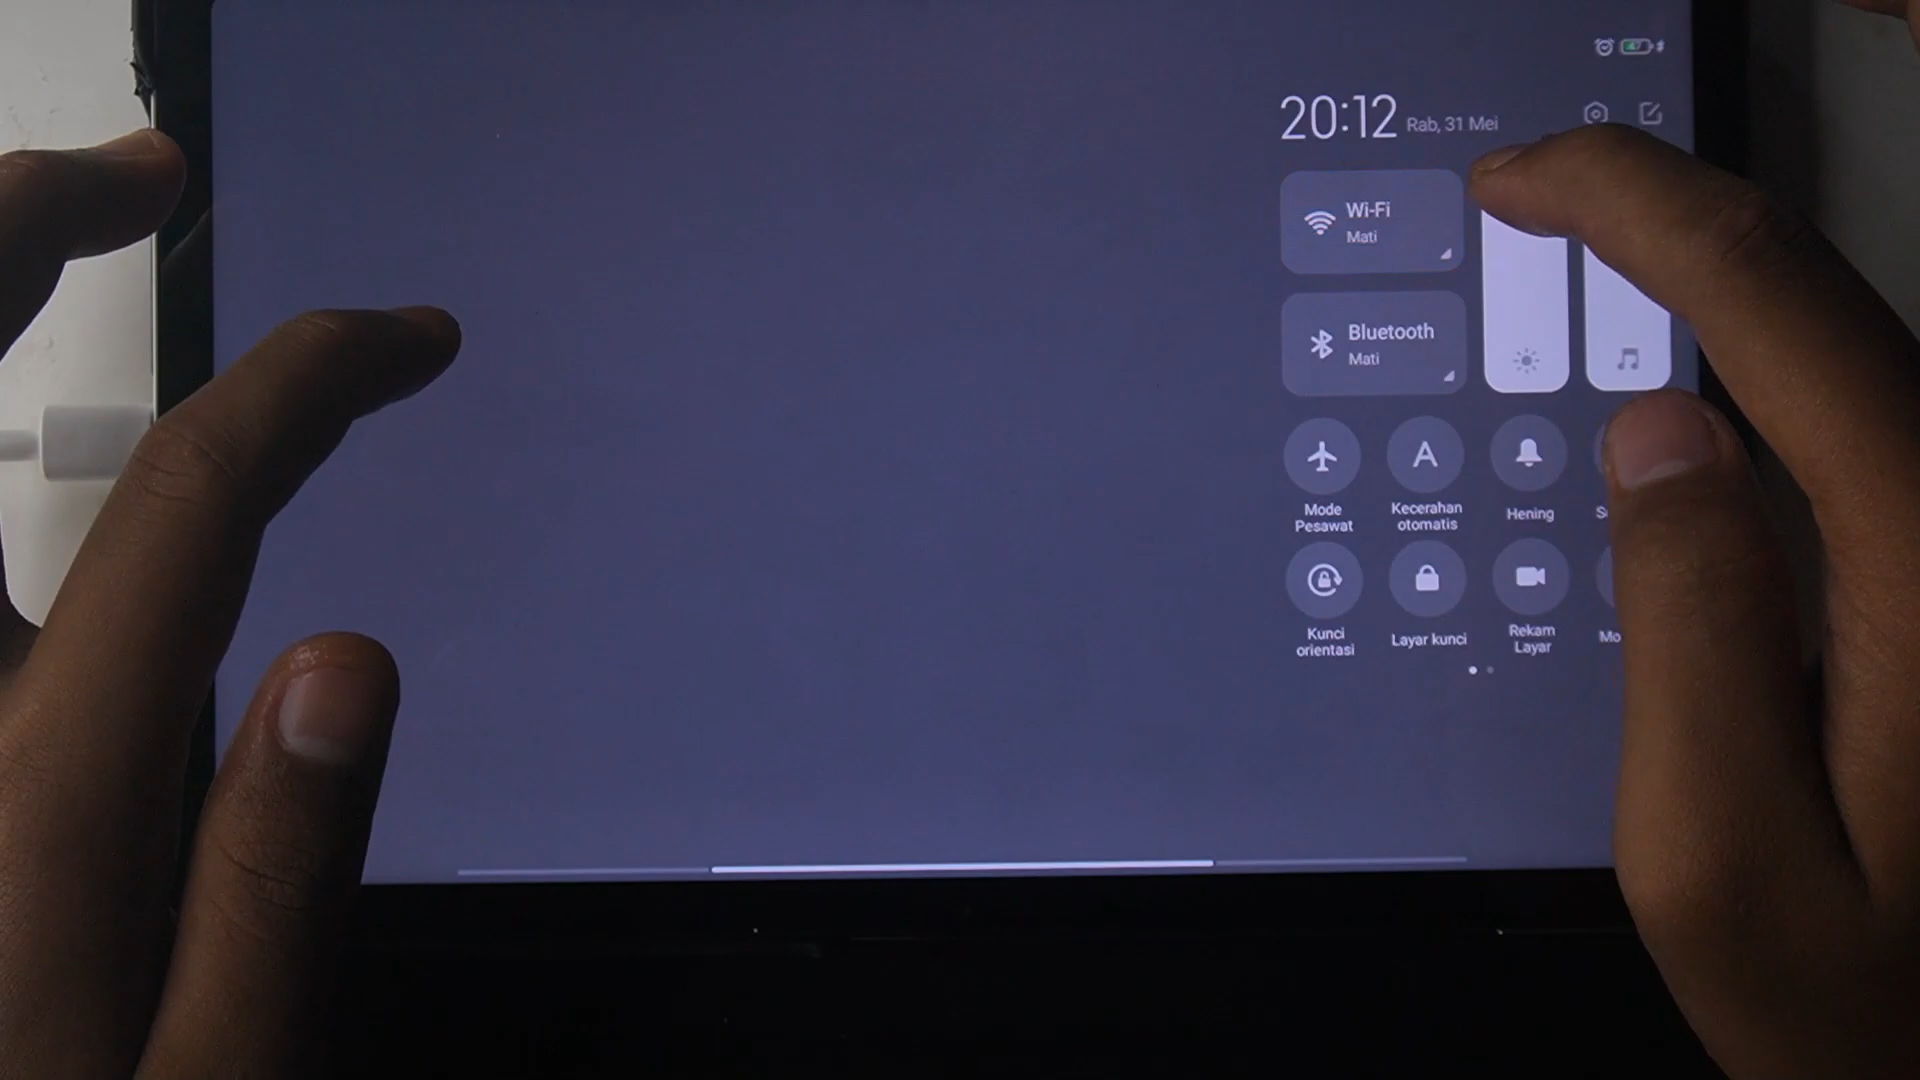 20:12 Rab, 31 Mei
Wi-Fi
Mati
Bluetooth
Mati
Mode
Pesawat
Kecerahan
otomatis
Hening
Kunci
orientasi
Layar kunci
Rekam
Layar